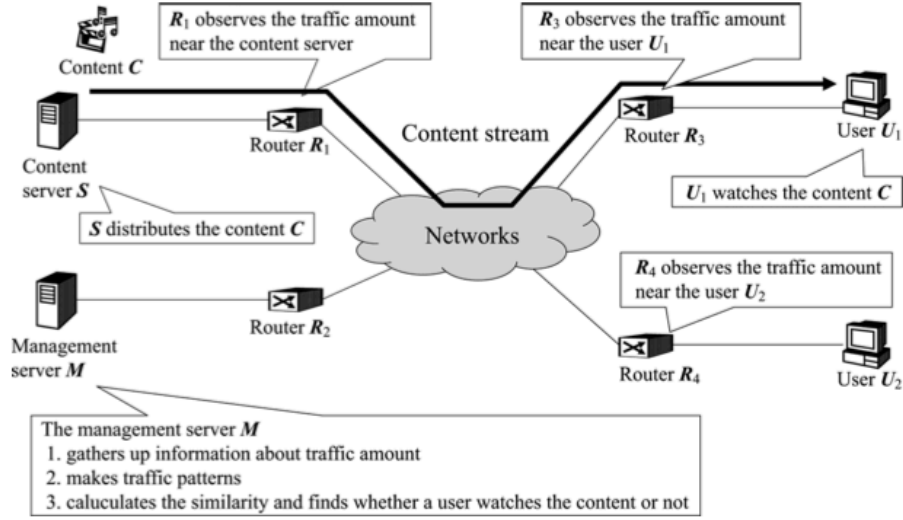 R1 observes the traffic amount
near the content server
R3 observes the traffic amount
near the user U1
Content C
Router R1
Content stream
Router R3
User U1
Content
server S
U1 watches the content C
S distributes the content C
Networks
R4 observes the traffic amount
near the user U2
Router R2
Management
server M
Router R4
User U2
The management server M
1. gathers up information about traffic amount
2. makes traffic patterns
3. caluculates the similarity and finds whether a user watches the content or not